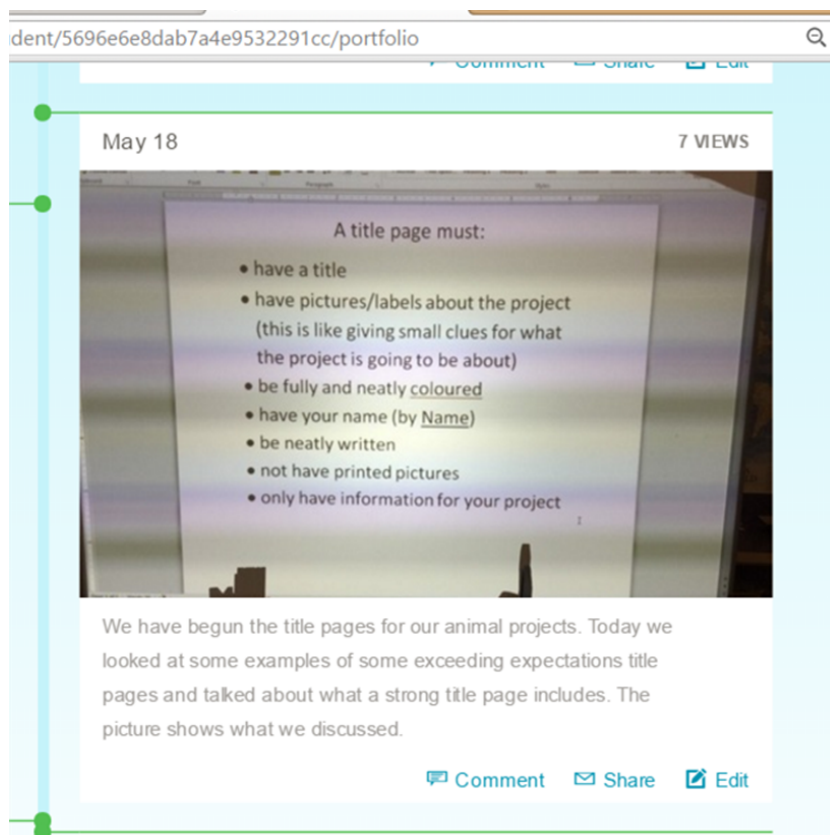 dent/5696e6e8dab7a4e9532291cc/portfolio
Comment Share Edit
May 18 7 VIEWS
Paragraph Styles
A title page must:
• have a title
• have pictures/labels about the project
(this is like giving small clues for what
the project is going to be about)
• be fully and neatly coloured
• have your name (by Name)
• be neatly written
• not have printed pictures
• only have information for your project
We have begun the title pages for our animal projects. Today we
looked at some examples of some exceeding expectations title
pages and talked about what a strong title page includes. The
picture shows what we discussed.
Comment Share Edit